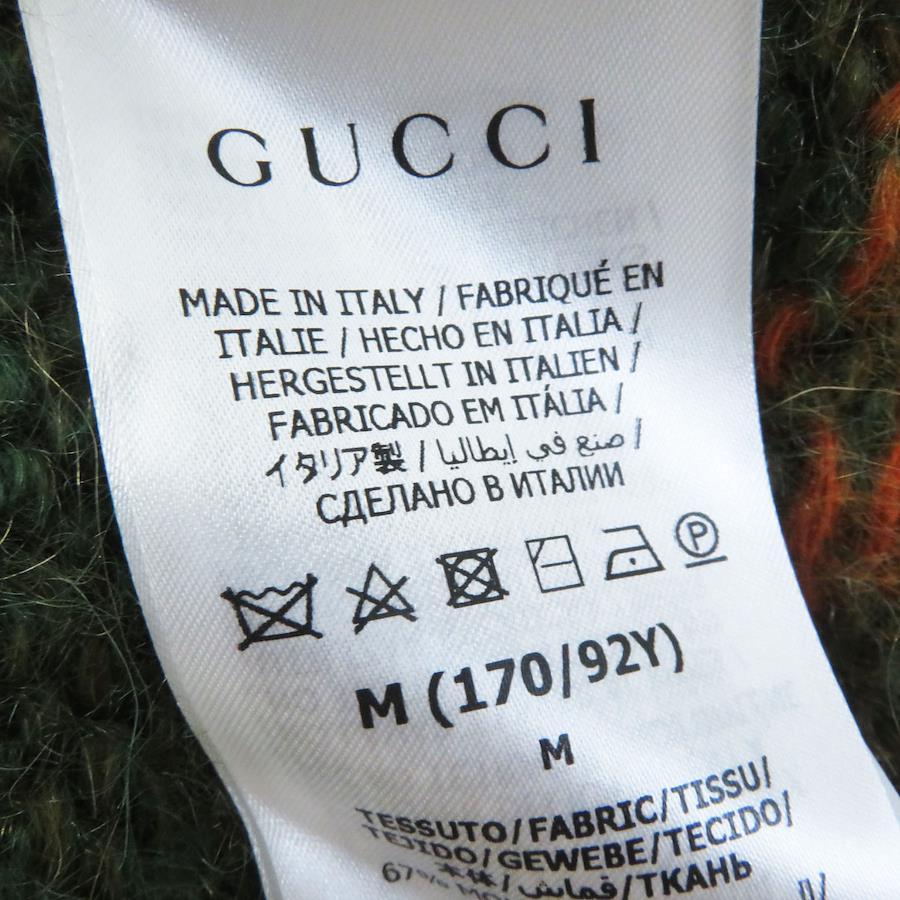 GUCCI
MADE IN ITALY / FABRIQUÉ EN
ITALIE / HECHO EN ITALIA /
HERGESTELLT IN ITALIEN /
FABRICADO EM ITÁLIA /
イタリア製 / صنع في إيطاليا /
СДЕЛАНО В ИТАЛИИ
P
M (170/92Y)
M
TESSUTO/FABRIC/TISSU/
TEJIDO/GEWEBE/TECIDO/
本体/قماش/ТКАНЬ
67%